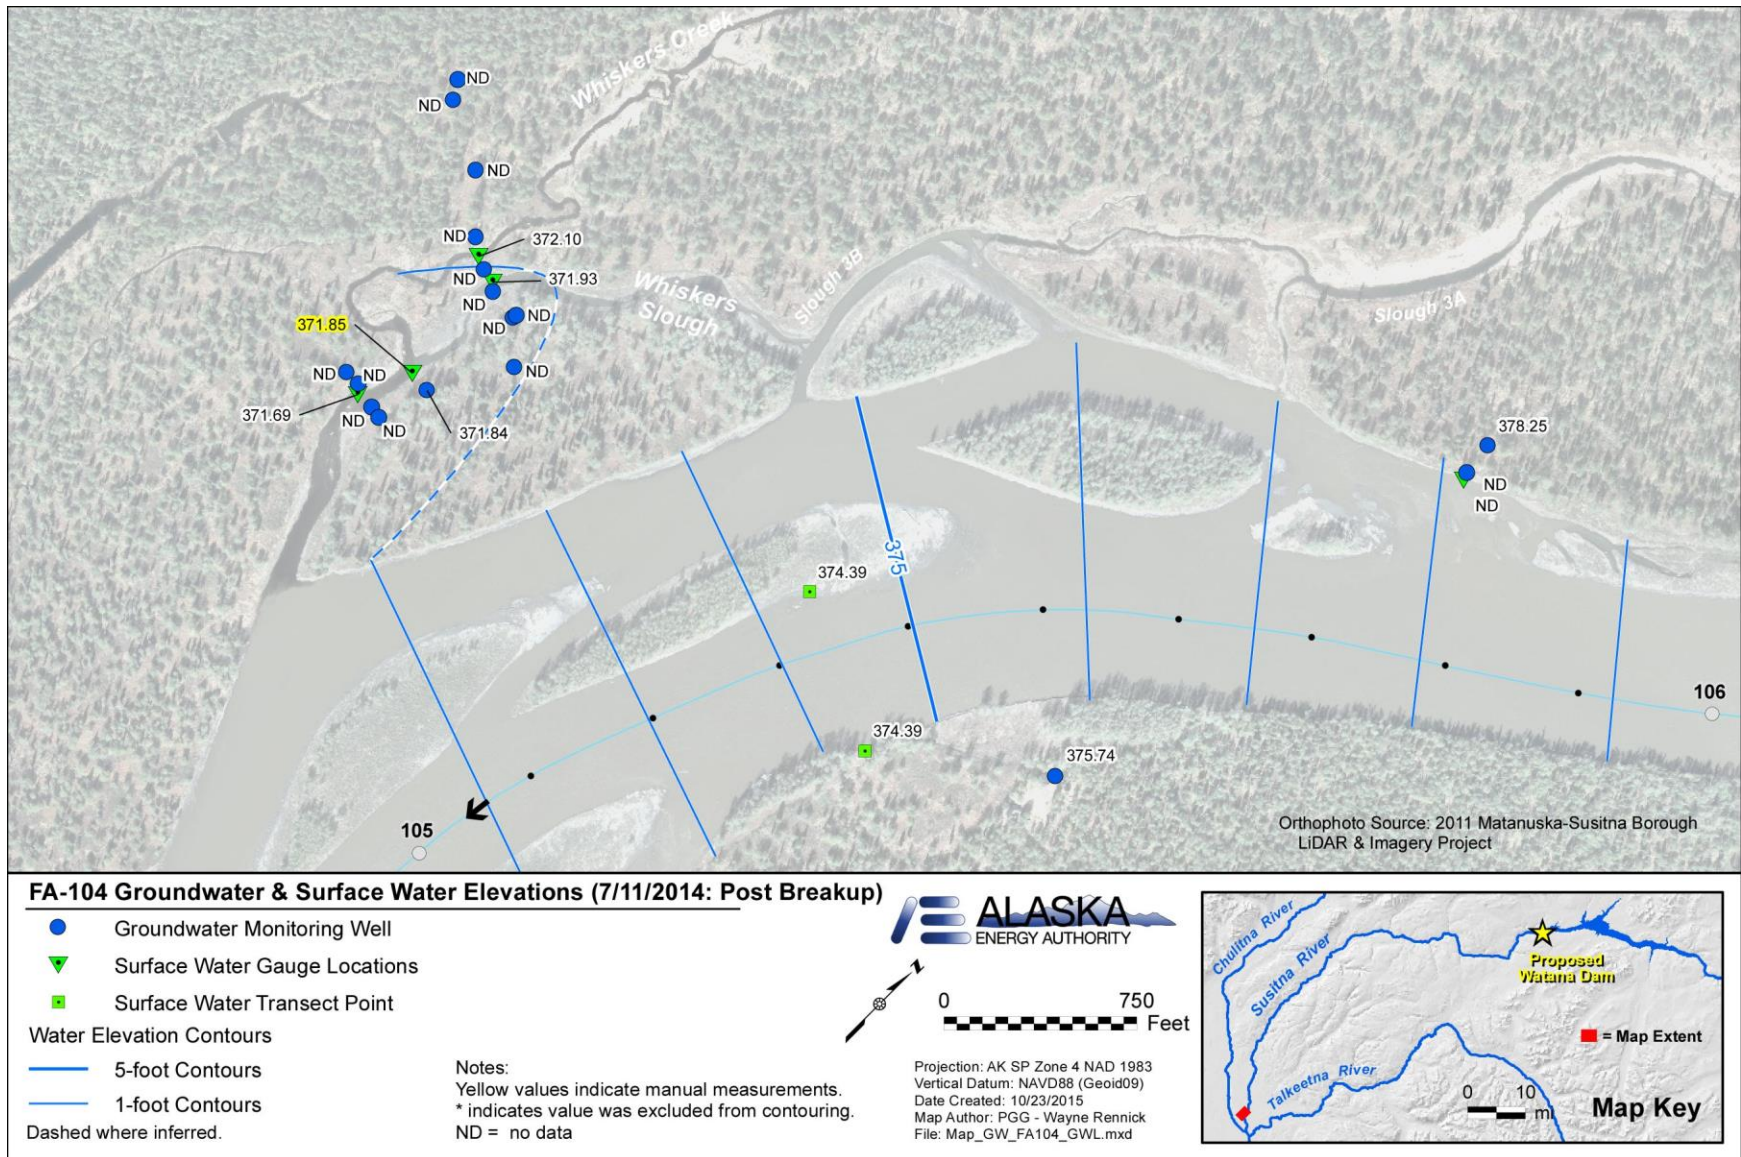 Whiskers Creek
ND
ND
ND
ND
372.10
ND
371.93
ND
ND
ND
371.85
ND
ND
ND
371.69
ND
ND
371.84
Whiskers
Slough
Slough 3B
Slough 3A
378.25
ND
ND
375
374.39
374.39
375.74
106
105
Orthophoto Source: 2011 Matanuska-Susitna Borough
LiDAR & Imagery Project
FA-104 Groundwater & Surface Water Elevations (7/11/2014: Post Breakup)
Groundwater Monitoring Well
Surface Water Gauge Locations
Surface Water Transect Point
Water Elevation Contours
5-foot Contours
1-foot Contours
Dashed where inferred.
Notes:
Yellow values indicate manual measurements.
* indicates value was excluded from contouring.
ND = no data
ALASKA
ENERGY AUTHORITY
N
0 750
Feet
Projection: AK SP Zone 4 NAD 1983
Vertical Datum: NAVD88 (Geoid09)
Date Created: 10/23/2015
Map Author: PGG - Wayne Rennick
File: Map_GW_FA104_GWL.mxd
Chulitna River
Susitna River
Proposed
Watana Dam
= Map Extent
Talkeetna River
0 10
mi
Map Key